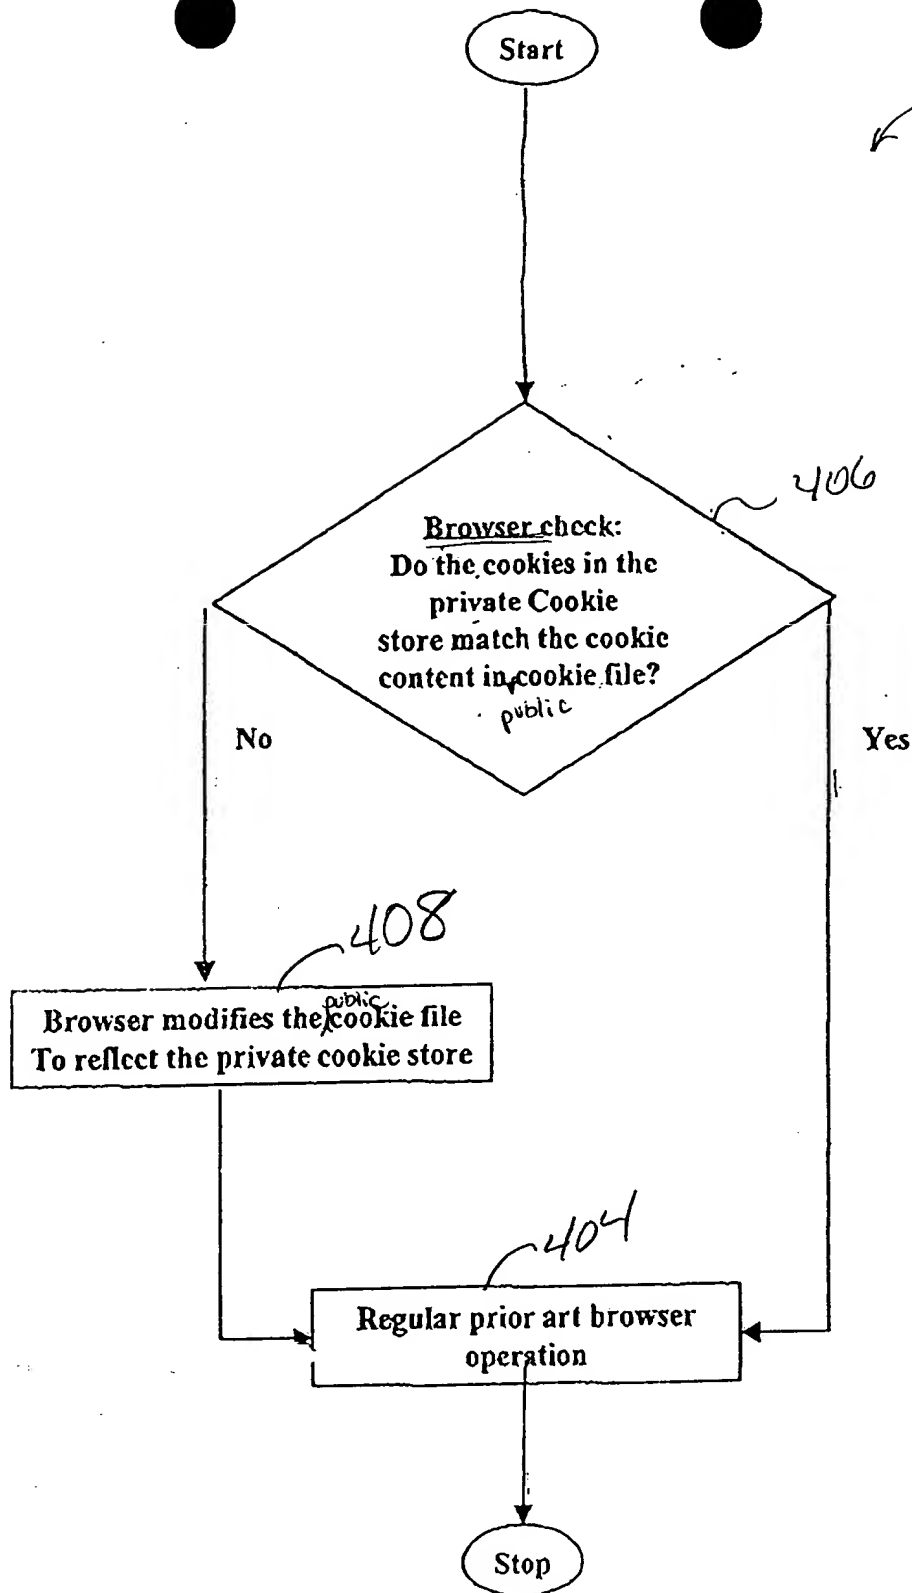 Start
406
Browser check:
Do the cookies in the
private Cookie
store match the cookie
content in cookie file?
public
No
Yes
408
public
Browser modifies the cookie file
To reflect the private cookie store
404
Regular prior art browser
operation
Stop